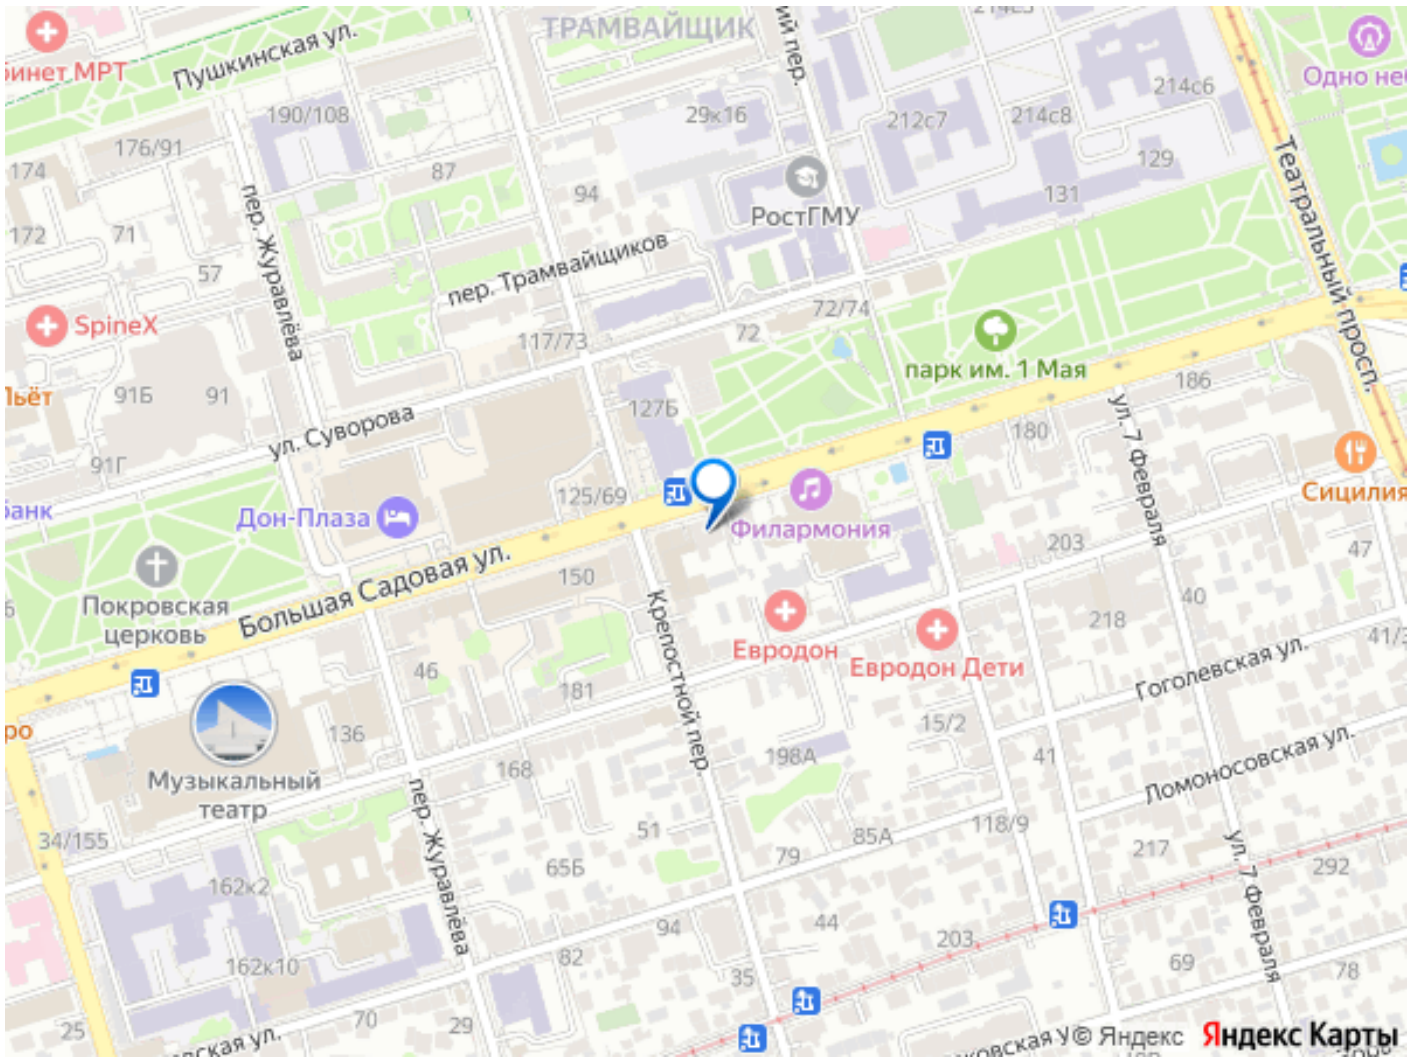 ТРАМВАЙЩИК
Пушкинская ул.
бинет МРТ
190/108
176/91
174
172
71
57
87
94
29к16
ий пер.
212с7
214с8
214с6
129
131
РостГМУ
Одно не
Театральный просп.
пер. Журавлёва
пер. Трамвайщиков
SpineX
117/73
72
72/74
парк им. 1 Мая
186
180
ул. 7 Февраля
91Б
91
91Г
ул. Суворова
127Б
125/69
банк
Дон-Плаза
Филармония
Сицилия
203
47
Покровская
церковь
Большая Садовая ул.
150
Крепостной пер.
Евродон
Евродон Дети
218
40
41/3
Гоголевская ул.
46
181
136
15/2
41
198А
168
Музыкальный
театр
Ломоносовская ул.
34/155
пер. Журавлёва
51
65Б
79
85А
118/9
217
292
ул. 7 Февраля
162к2
162к10
94
44
203
82
35
69
78
25
70
29
вская ул.
ковская У
© Яндекс
Яндекс Карты